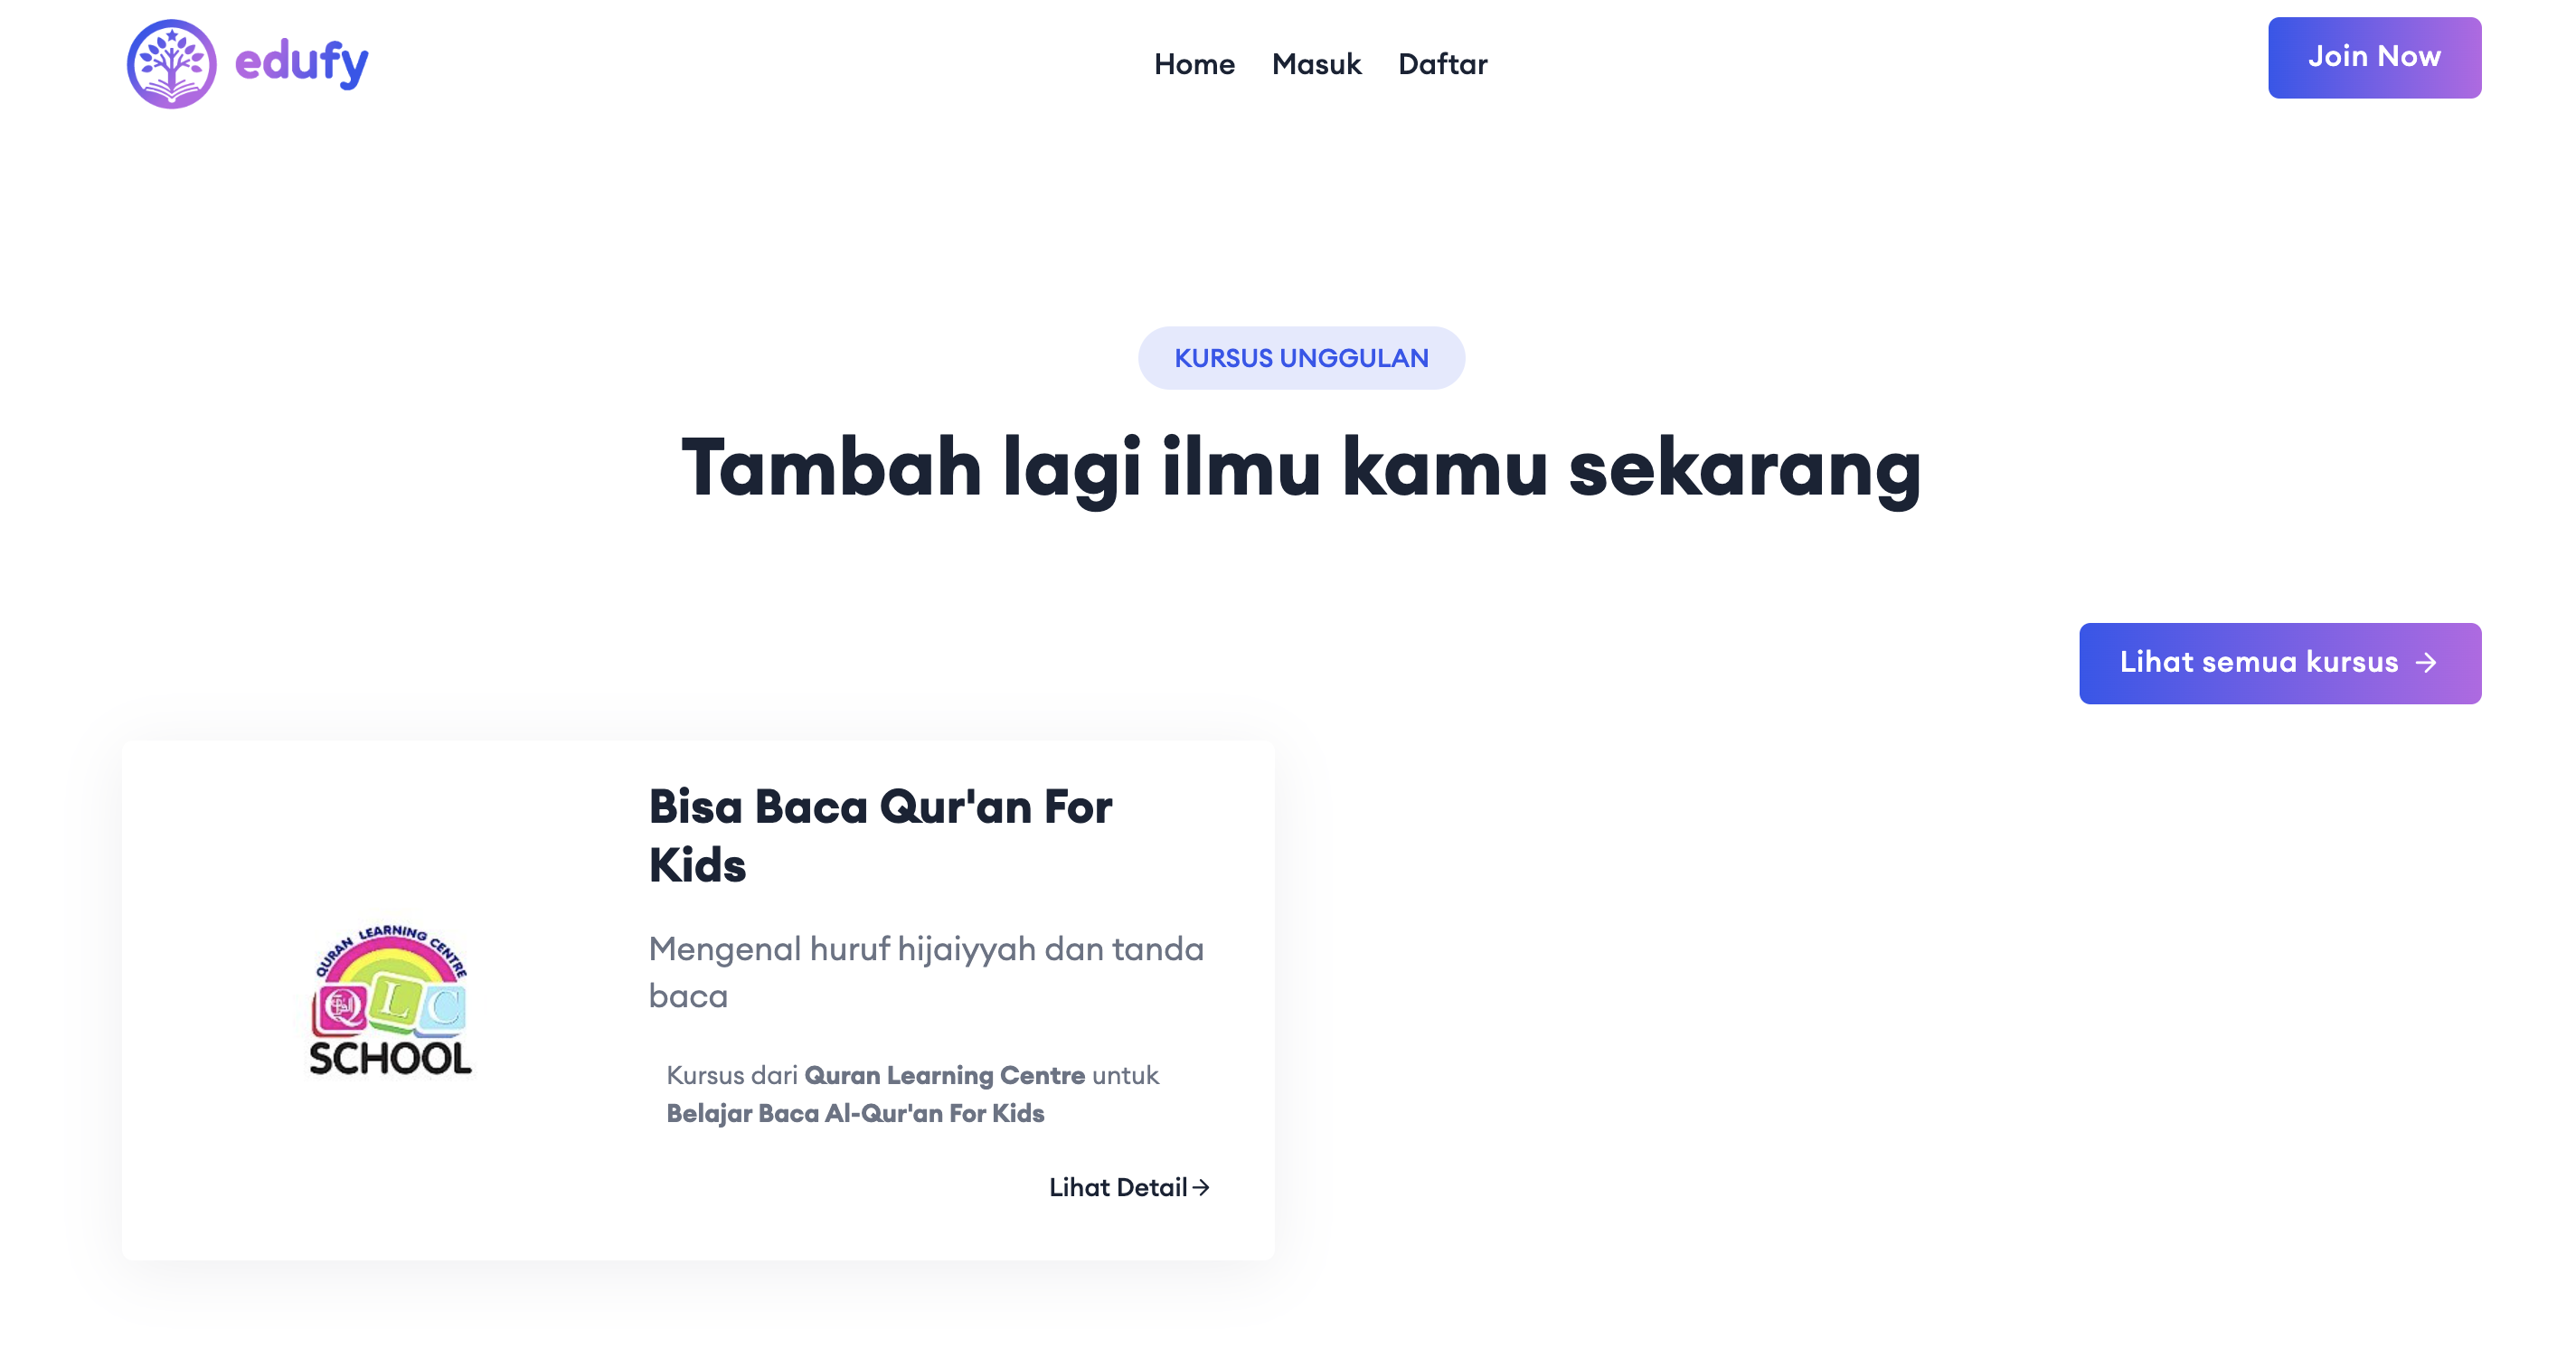 edufy
Home Masuk Daftar
Join Now
KURSUS UNGGULAN
Tambah lagi ilmu kamu sekarang
Lihat semua kursus →
Bisa Baca Qur'an For
Kids
Mengenal huruf hijaiyyah dan tanda
baca
Kursus dari Quran Learning Centre untuk
Belajar Baca Al-Qur'an For Kids
Lihat Detail→
QURAN LEARNING CENTRE
QLC
SCHOOL